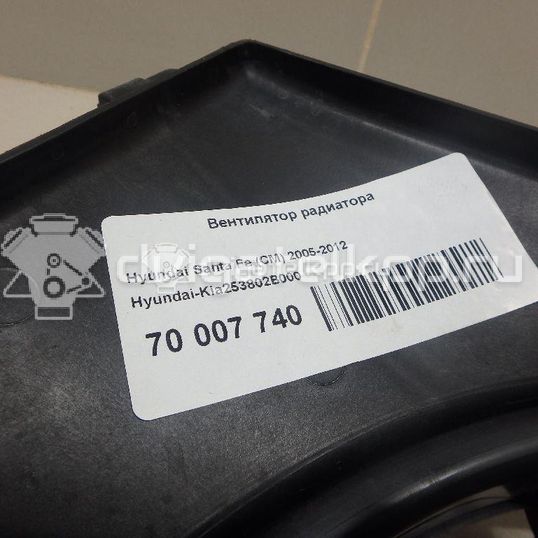 Вентилятор радиатора
Hyundai Santa Fe (CM) 2005-2012
Hyundai-Kia253802B000
70 007 740